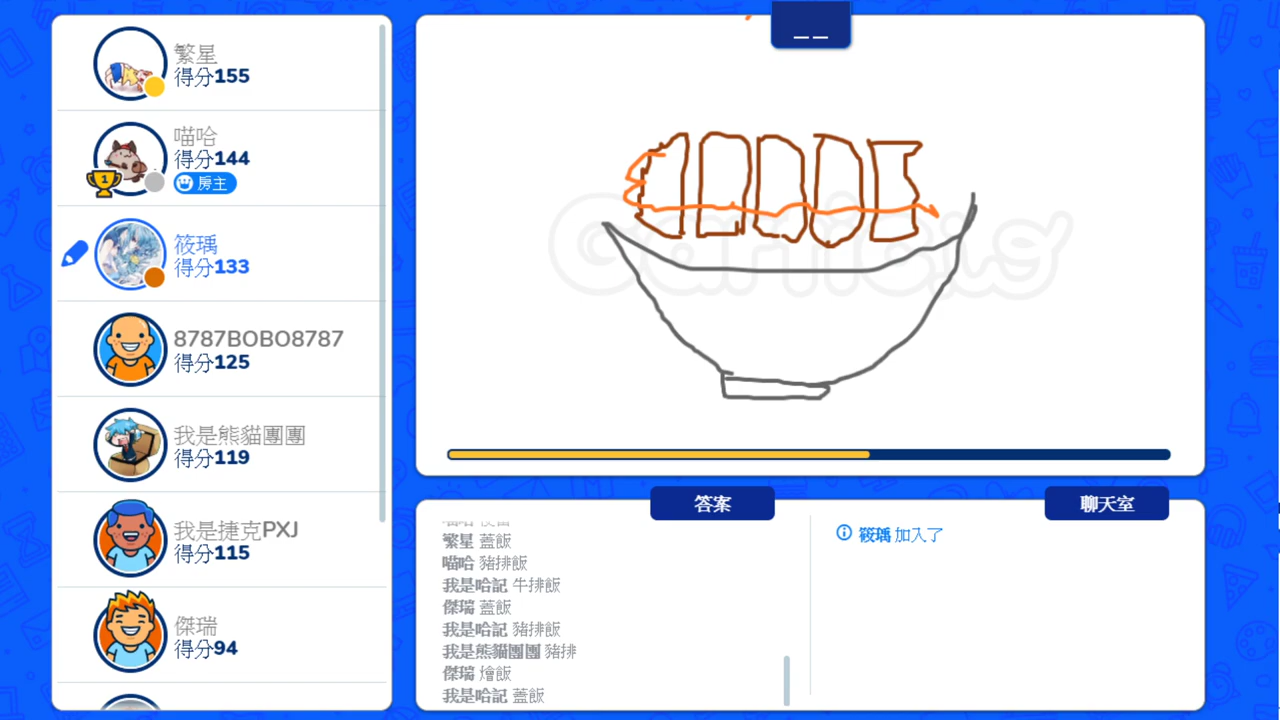 繁星
得分155
喵哈
得分144
1
房主
筱瑀
得分133
8787BOBO8787
得分125
我是熊貓團團
得分119
我是捷克PXJ
得分115
傑瑞
得分94
_ _
Gartic.io
答案
繁星 蓋飯
喵哈 豬排飯
我是哈記 牛排飯
傑瑞 蓋飯
我是哈記 豬排飯
我是熊貓團團 豬排
傑瑞 燴飯
我是哈記 蓋飯
聊天室
筱瑀 加入了